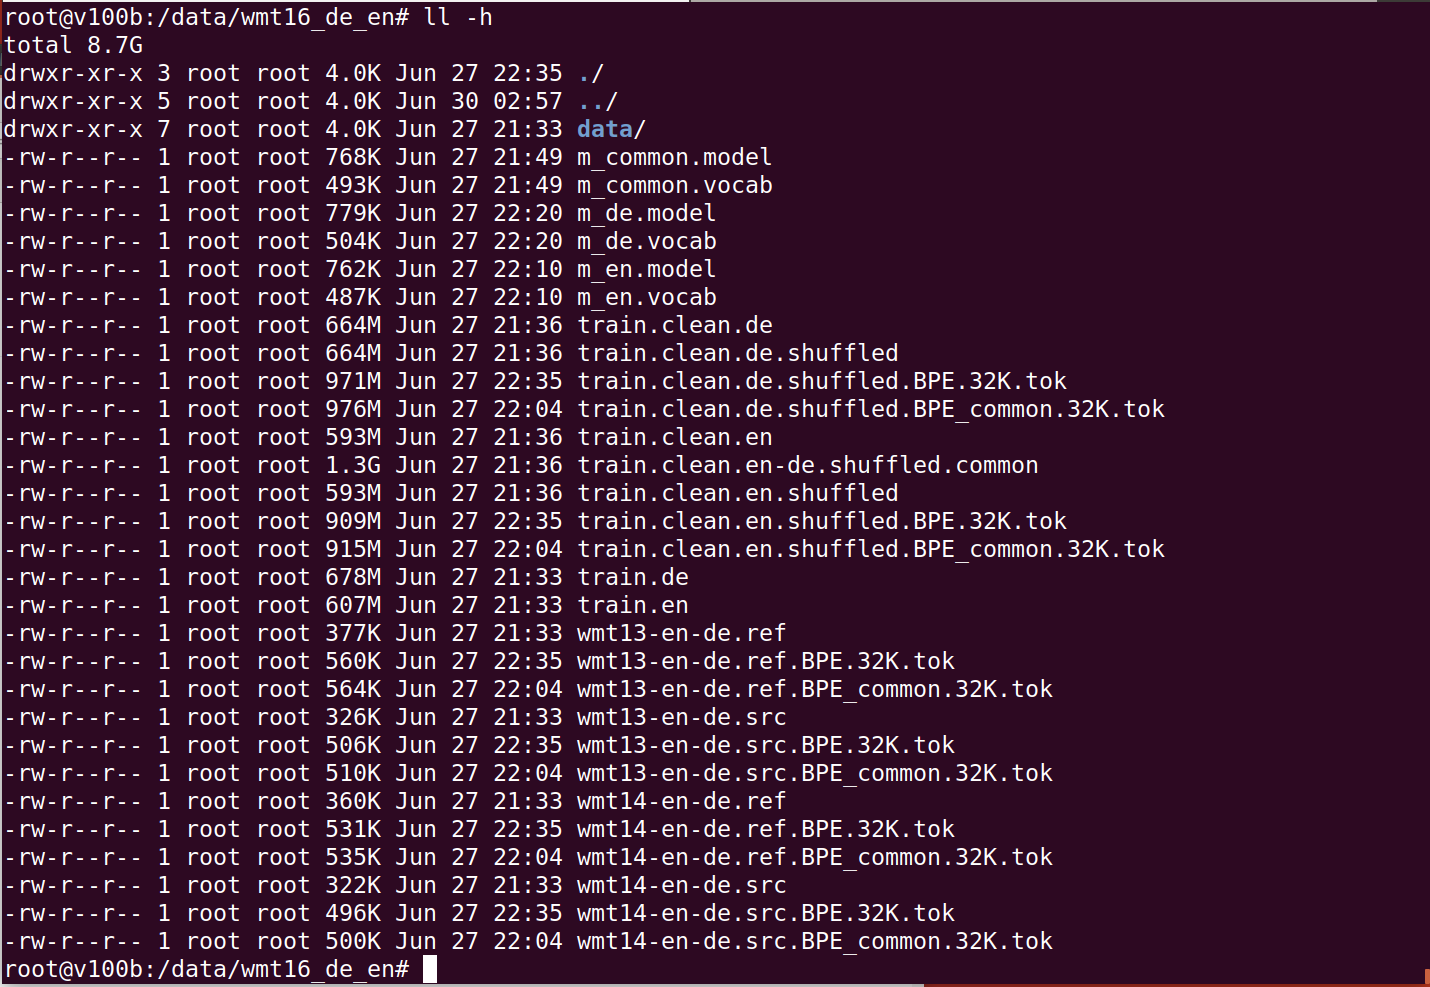 root@v100b:/data/wmt16_de_en# ll -h
total 8.7G
drwxr-xr-x 3 root root 4.0K Jun 27 22:35 ./
drwxr-xr-x 5 root root 4.0K Jun 30 02:57 ../
drwxr-xr-x 7 root root 4.0K Jun 27 21:33 data/
-rw-r--r-- 1 root root 768K Jun 27 21:49 m_common.model
-rw-r--r-- 1 root root 493K Jun 27 21:49 m_common.vocab
-rw-r--r-- 1 root root 779K Jun 27 22:20 m_de.model
-rw-r--r-- 1 root root 504K Jun 27 22:20 m_de.vocab
-rw-r--r-- 1 root root 762K Jun 27 22:10 m_en.model
-rw-r--r-- 1 root root 487K Jun 27 22:10 m_en.vocab
-rw-r--r-- 1 root root 664M Jun 27 21:36 train.clean.de
-rw-r--r-- 1 root root 664M Jun 27 21:36 train.clean.de.shuffled
-rw-r--r-- 1 root root 971M Jun 27 22:35 train.clean.de.shuffled.BPE.32K.tok
-rw-r--r-- 1 root root 976M Jun 27 22:04 train.clean.de.shuffled.BPE_common.32K.tok
-rw-r--r-- 1 root root 593M Jun 27 21:36 train.clean.en
-rw-r--r-- 1 root root 1.3G Jun 27 21:36 train.clean.en-de.shuffled.common
-rw-r--r-- 1 root root 593M Jun 27 21:36 train.clean.en.shuffled
-rw-r--r-- 1 root root 909M Jun 27 22:35 train.clean.en.shuffled.BPE.32K.tok
-rw-r--r-- 1 root root 915M Jun 27 22:04 train.clean.en.shuffled.BPE_common.32K.tok
-rw-r--r-- 1 root root 678M Jun 27 21:33 train.de
-rw-r--r-- 1 root root 607M Jun 27 21:33 train.en
-rw-r--r-- 1 root root 377K Jun 27 21:33 wmt13-en-de.ref
-rw-r--r-- 1 root root 560K Jun 27 22:35 wmt13-en-de.ref.BPE.32K.tok
-rw-r--r-- 1 root root 564K Jun 27 22:04 wmt13-en-de.ref.BPE_common.32K.tok
-rw-r--r-- 1 root root 326K Jun 27 21:33 wmt13-en-de.src
-rw-r--r-- 1 root root 506K Jun 27 22:35 wmt13-en-de.src.BPE.32K.tok
-rw-r--r-- 1 root root 510K Jun 27 22:04 wmt13-en-de.src.BPE_common.32K.tok
-rw-r--r-- 1 root root 360K Jun 27 21:33 wmt14-en-de.ref
-rw-r--r-- 1 root root 531K Jun 27 22:35 wmt14-en-de.ref.BPE.32K.tok
-rw-r--r-- 1 root root 535K Jun 27 22:04 wmt14-en-de.ref.BPE_common.32K.tok
-rw-r--r-- 1 root root 322K Jun 27 21:33 wmt14-en-de.src
-rw-r--r-- 1 root root 496K Jun 27 22:35 wmt14-en-de.src.BPE.32K.tok
-rw-r--r-- 1 root root 500K Jun 27 22:04 wmt14-en-de.src.BPE_common.32K.tok
root@v100b:/data/wmt16_de_en#